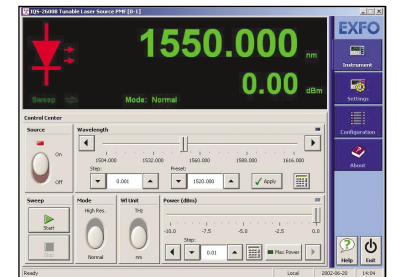 IQS-2600B Tunable Laser Source PMF [0-1]
1550.000 nm
0.00 dBm
Sweep
Mode: Normal
EXFO
Instrument
Settings
Configuration
About
Help
Exit
Control Center
Source
On
Off
Wavelength
1504.000 1532.000 1560.000 1588.000 1616.000
Step:
0.001
Preset:
1520.000
Apply
Sweep
Start
Stop
Mode
High Res.
Normal
Wl Unit
THz
nm
Power (dBm)
-10.0 -7.5 -5.0 -2.5 0.0
Step:
0.01
Max Power
Ready
Local
2002-06-20
14:04